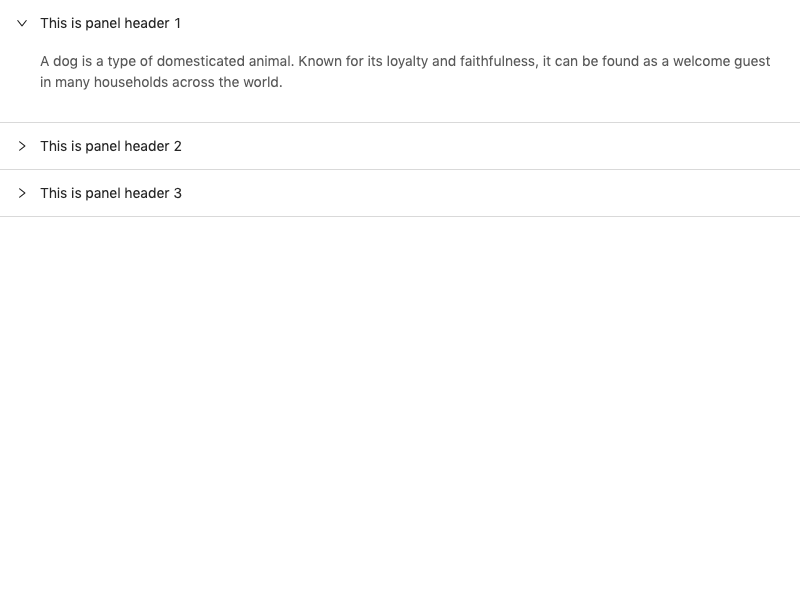 This is panel header 1
A dog is a type of domesticated animal. Known for its loyalty and faithfulness, it can be found as a welcome guest
in many households across the world.
This is panel header 2
This is panel header 3